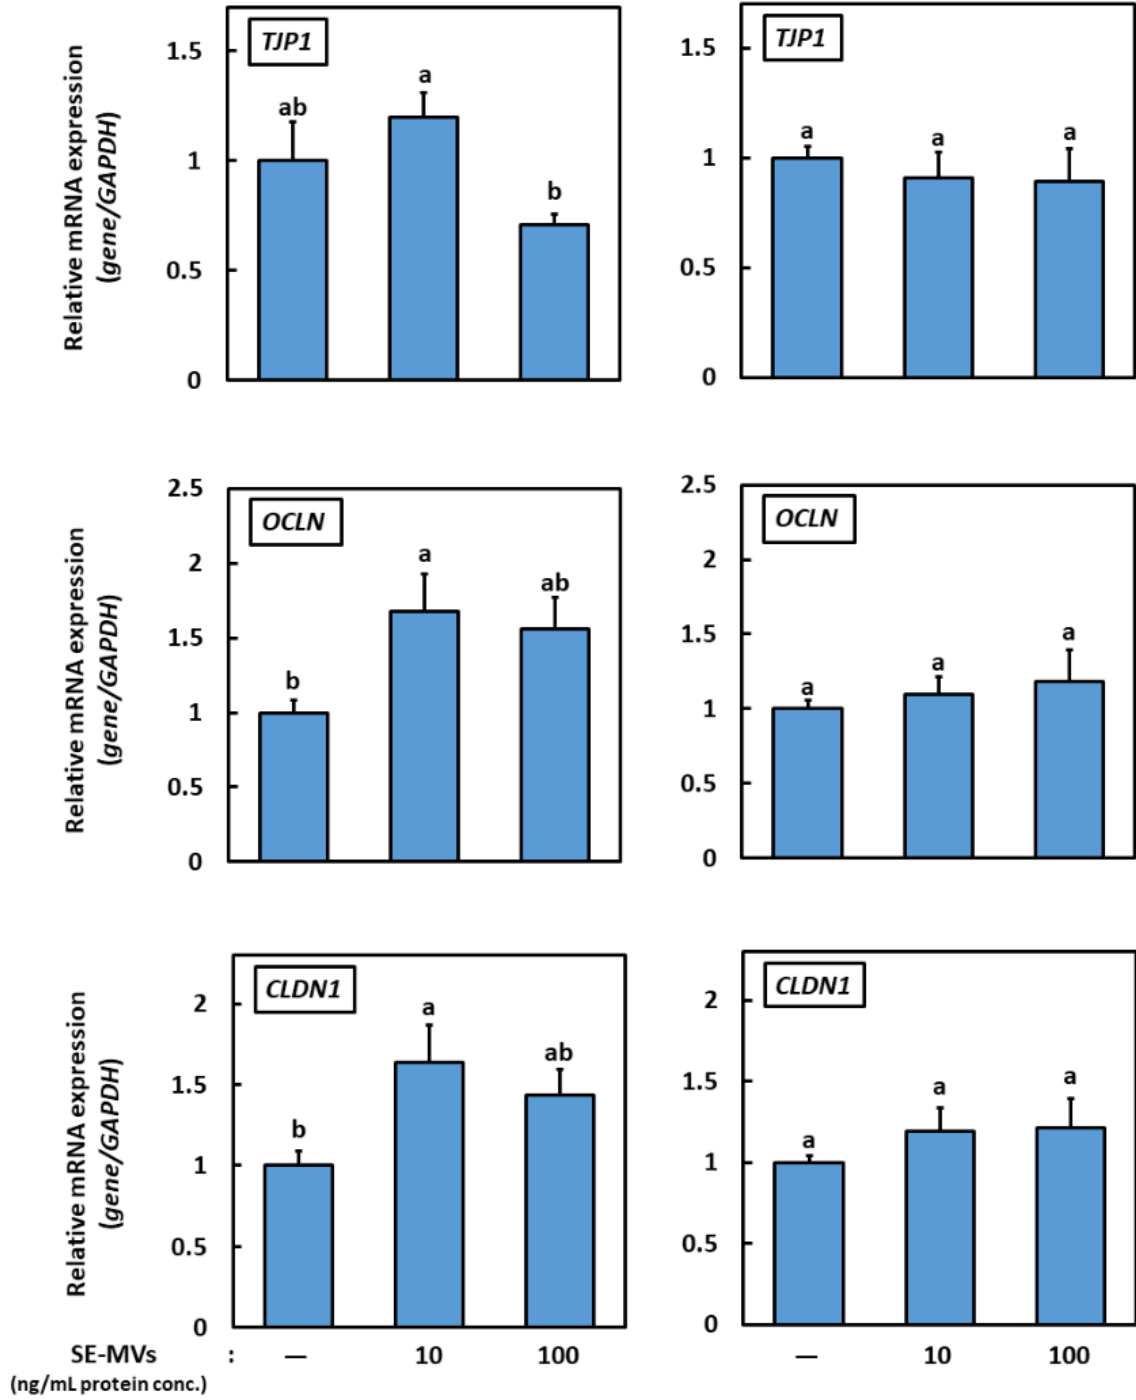 TJP1
Relative mRNA expression
(gene/GAPDH)
1.5
1
0.5
0
ab
a
b
TJP1
1.5
1
0.5
0
a
a
a
OCLN
Relative mRNA expression
(gene/GAPDH)
2.5
2
1.5
1
0.5
0
b
a
ab
OCLN
2.5
2
1.5
1
0.5
0
a
a
a
CLDN1
Relative mRNA expression
(gene/GAPDH)
2
1.5
1
0.5
0
b
a
ab
CLDN1
2
1.5
1
0.5
0
a
a
a
SE-MVs : — 10 100 — 10 100
(ng/mL protein conc.)